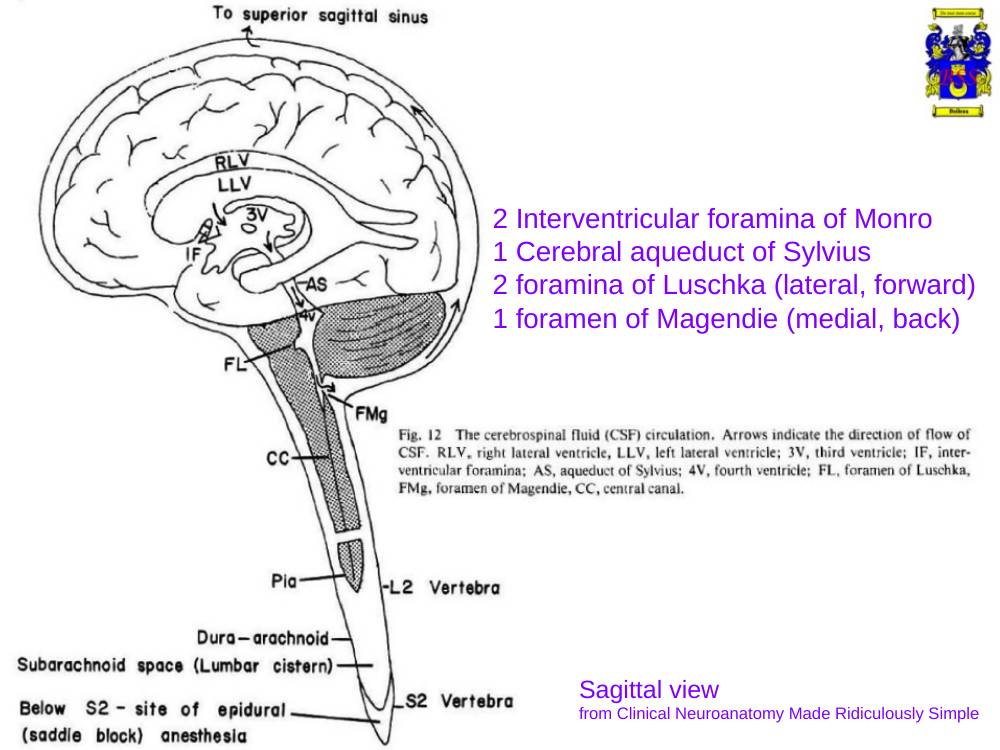 To superior sagittal sinus
RLV
LLV
3V
IF
AS
4V
FL
FMg
CC
Pia
L2 Vertebra
Dura-arachnoid
Subarachnoid space (Lumbar cistern)
S2 Vertebra
Below S2 - site of epidural
(saddle block) anesthesia
2 Interventricular foramina of Monro
1 Cerebral aqueduct of Sylvius
2 foramina of Luschka (lateral, forward)
1 foramen of Magendie (medial, back)
Fig. 12 The cerebrospinal fluid (CSF) circulation. Arrows indicate the direction of flow of
CSF. RLV, right lateral ventricle, LLV, left lateral ventricle; 3V, third ventricle; IF, inter-
ventricular foramina; AS, aqueduct of Sylvius; 4V, fourth ventricle; FL, foramen of Luschka,
FMg, foramen of Magendie, CC, central canal.
Sagittal view
from Clinical Neuroanatomy Made Ridiculously Simple